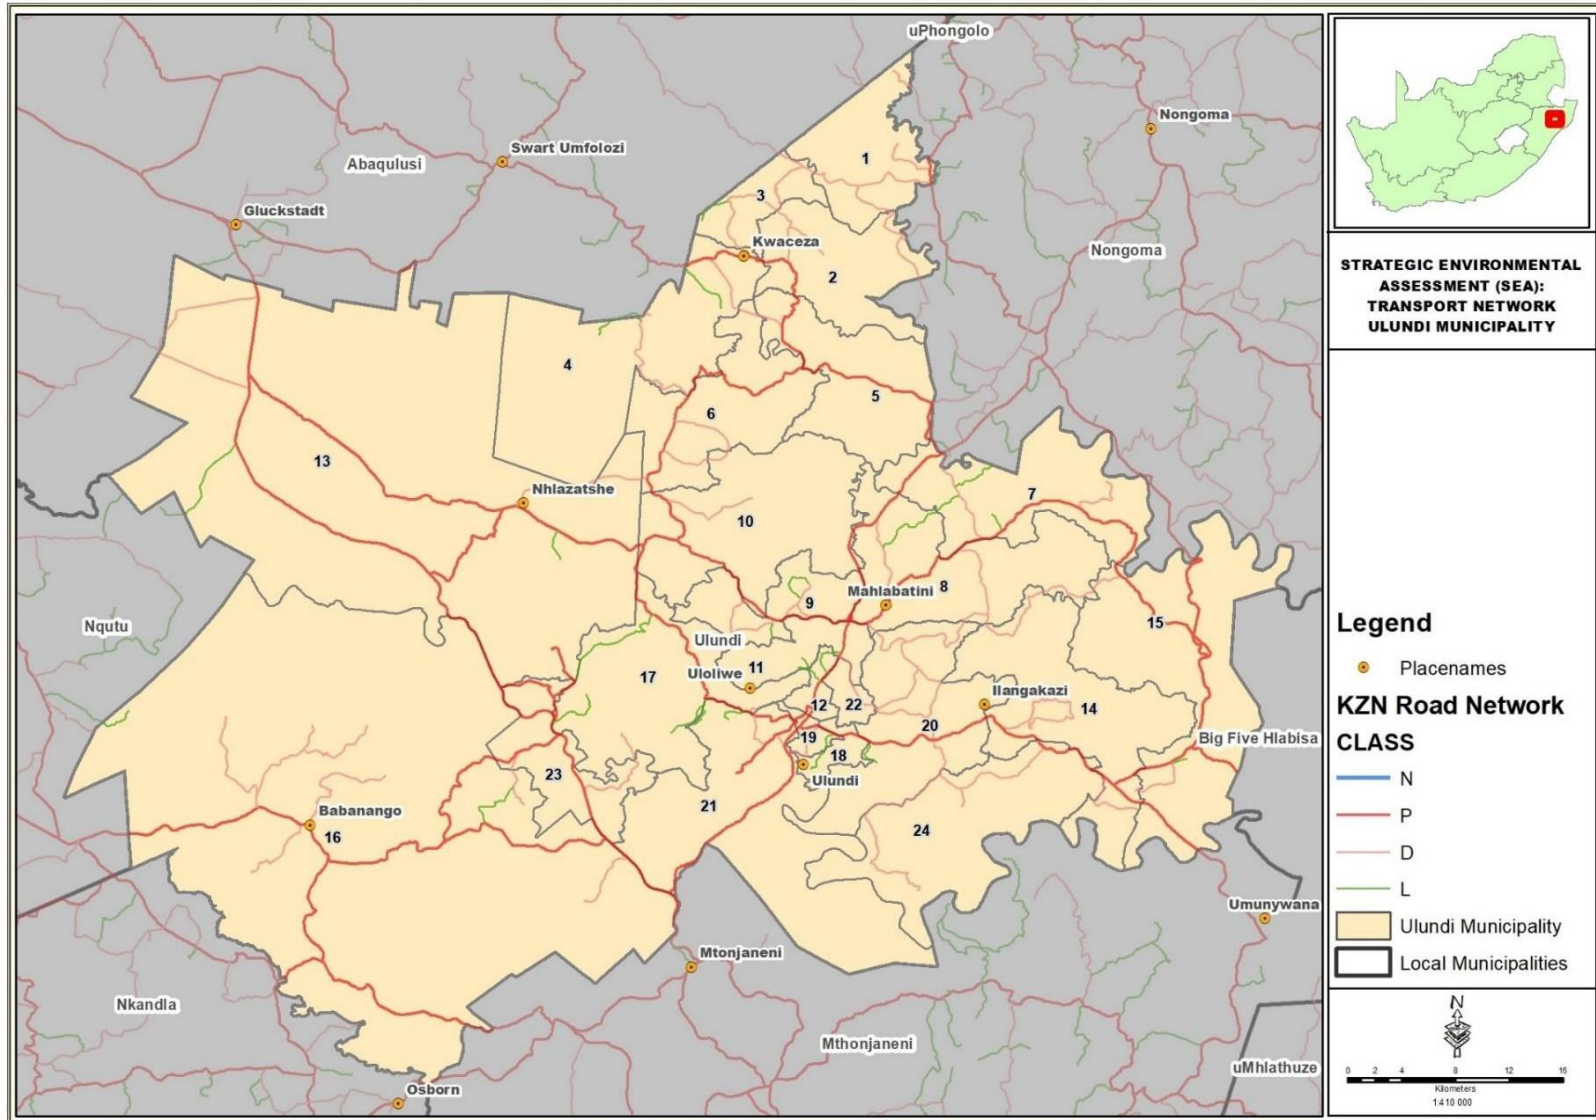 uPhongolo
Nongoma
Swart Umfolozi
Abaqulusi
1
3
Gluckstadt
Nongoma
Kwaceza
2
4
5
6
13
7
Nhlazatshe
10
8
9
Mahlabatini
15
Nqutu
Ulundi
11
17
Uloliwe
Ilangakazi
12
22
14
20
19
Big Five Hlabisa
18
Ulundi
23
21
Babanango
16
24
Umunywana
Mtonjaneni
Nkandla
Mthonjaneni
uMhlathuze
Osborn
STRATEGIC ENVIRONMENTAL
ASSESSMENT (SEA):
TRANSPORT NETWORK
ULUNDI MUNICIPALITY
Legend
Placenames
KZN Road Network
CLASS
N
P
D
L
Ulundi Municipality
Local Municipalities
N
0 2 4 8 12 16
Kilometers
1:410 000